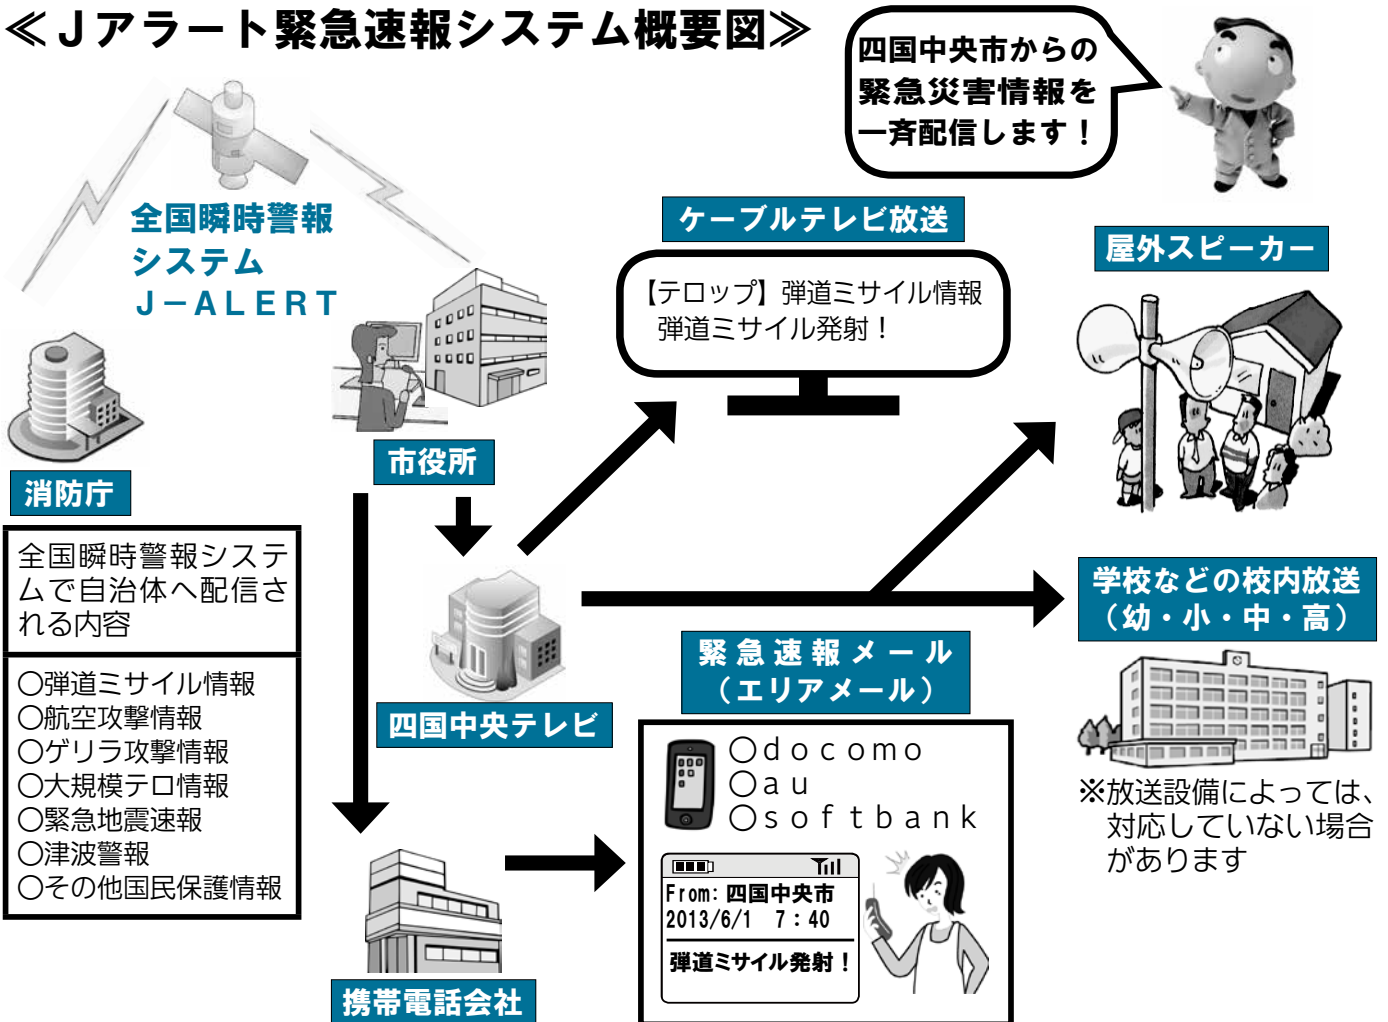 ≪Jアラート緊急速報システム概要図≫
四国中央市からの
緊急災害情報を
一斉配信します！
全国瞬時警報
システム
J－ALERT
消防庁
市役所
ケーブルテレビ放送
【テロップ】弾道ミサイル情報
弾道ミサイル発射！
屋外スピーカー
全国瞬時警報システ
ムで自治体へ配信さ
れる内容
○弾道ミサイル情報
○航空攻撃情報
○ゲリラ攻撃情報
○大規模テロ情報
○緊急地震速報
○津波警報
○その他国民保護情報
四国中央テレビ
学校などの校内放送
（幼・小・中・高）
※放送設備によっては、
対応していない場合
があります
緊急速報メール
（エリアメール）
○docomo
○au
○softbank
From：四国中央市
2013/6/1　7：40
弾道ミサイル発射！
携帯電話会社